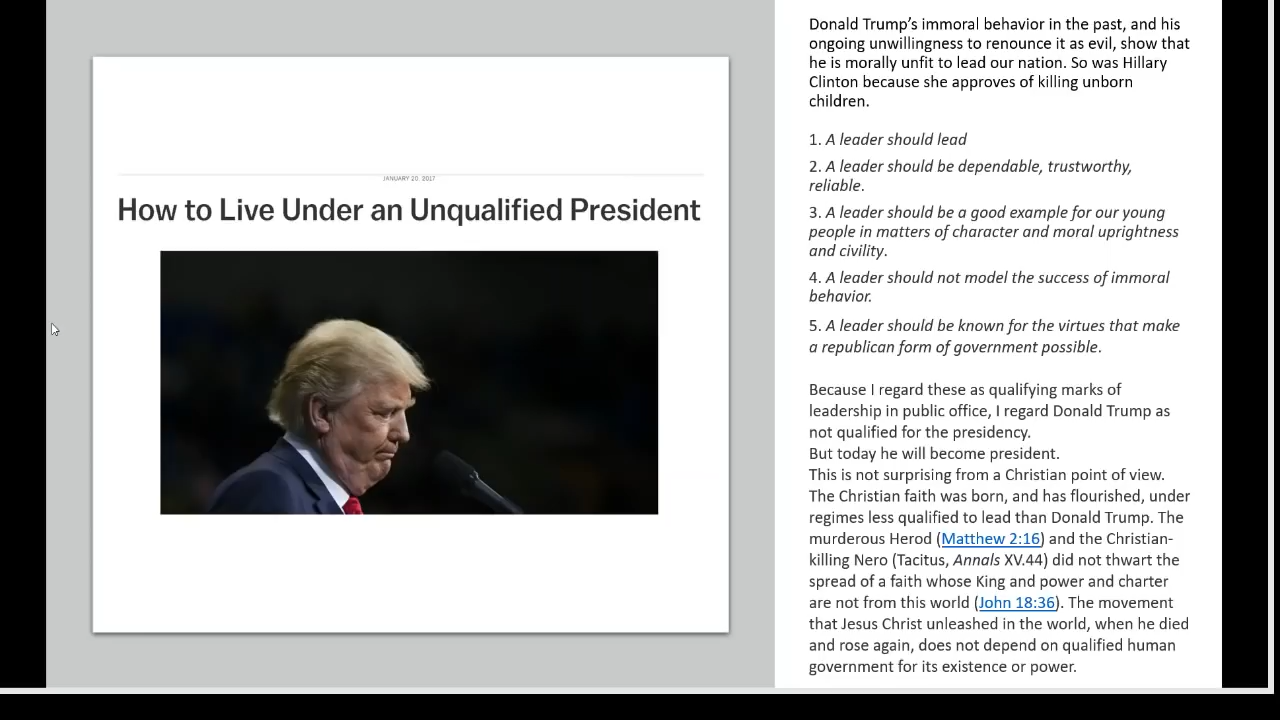 JANUARY 20, 2017
How to Live Under an Unqualified President
Donald Trump’s immoral behavior in the past, and his
ongoing unwillingness to renounce it as evil, show that
he is morally unfit to lead our nation. So was Hillary
Clinton because she approves of killing unborn
children.
1. A leader should lead
2. A leader should be dependable, trustworthy,
reliable.
3. A leader should be a good example for our young
people in matters of character and moral uprightness
and civility.
4. A leader should not model the success of immoral
behavior.
5. A leader should be known for the virtues that make
a republican form of government possible.
Because I regard these as qualifying marks of
leadership in public office, I regard Donald Trump as
not qualified for the presidency.
But today he will become president.
This is not surprising from a Christian point of view.
The Christian faith was born, and has flourished, under
regimes less qualified to lead than Donald Trump. The
murderous Herod (Matthew 2:16) and the Christian-
killing Nero (Tacitus, Annals XV.44) did not thwart the
spread of a faith whose King and power and charter
are not from this world (John 18:36). The movement
that Jesus Christ unleashed in the world, when he died
and rose again, does not depend on qualified human
government for its existence or power.